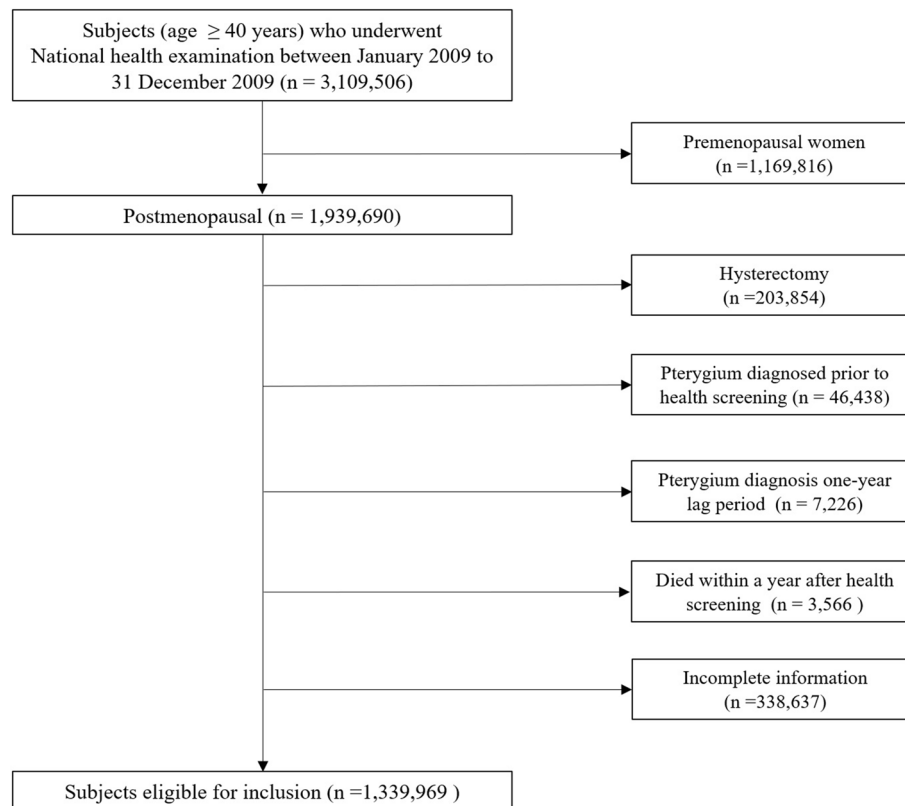 Subjects (age ≥ 40 years) who underwent
National health examination between January 2009 to
31 December 2009 (n = 3,109,506)
Premenopausal women
(n =1,169,816)
Postmenopausal (n = 1,939,690)
Hysterectomy
(n =203,854)
Pterygium diagnosed prior to
health screening (n = 46,438)
Pterygium diagnosis one-year
lag period (n = 7,226)
Died within a year after health
screening (n = 3,566 )
Incomplete information
(n =338,637)
Subjects eligible for inclusion (n =1,339,969 )